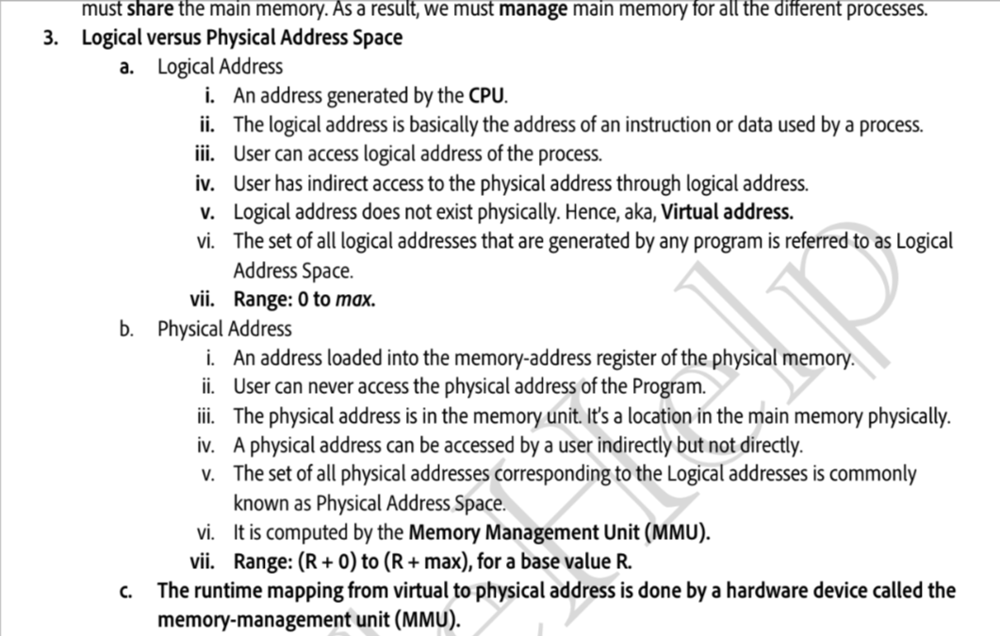 must share the main memory. As a result, we must manage main memory for all the different processes.
3. Logical versus Physical Address Space
a. Logical Address
i. An address generated by the CPU.
ii. The logical address is basically the address of an instruction or data used by a process.
iii. User can access logical address of the process.
iv. User has indirect access to the physical address through logical address.
v. Logical address does not exist physically. Hence, aka, Virtual address.
vi. The set of all logical addresses that are generated by any program is referred to as Logical
Address Space.
vii. Range: 0 to max.
b. Physical Address
i. An address loaded into the memory-address register of the physical memory.
ii. User can never access the physical address of the Program.
iii. The physical address is in the memory unit. It's a location in the main memory physically.
iv. A physical address can be accessed by a user indirectly but not directly.
v. The set of all physical addresses corresponding to the Logical addresses is commonly
known as Physical Address Space.
vi. It is computed by the Memory Management Unit (MMU).
vii. Range: (R + 0) to (R + max), for a base value R.
c. The runtime mapping from virtual to physical address is done by a hardware device called the
memory-management unit (MMU).
Help